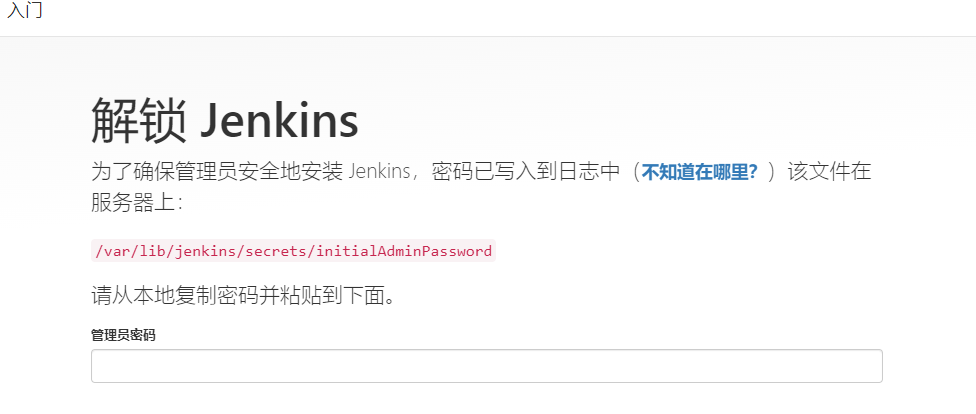 入门
解锁 Jenkins
为了确保管理员安全地安装 Jenkins，密码已写入到日志中（不知道在哪里？）该文件在
服务器上：
/var/lib/jenkins/secrets/initialAdminPassword
请从本地复制密码并粘贴到下面。
管理员密码